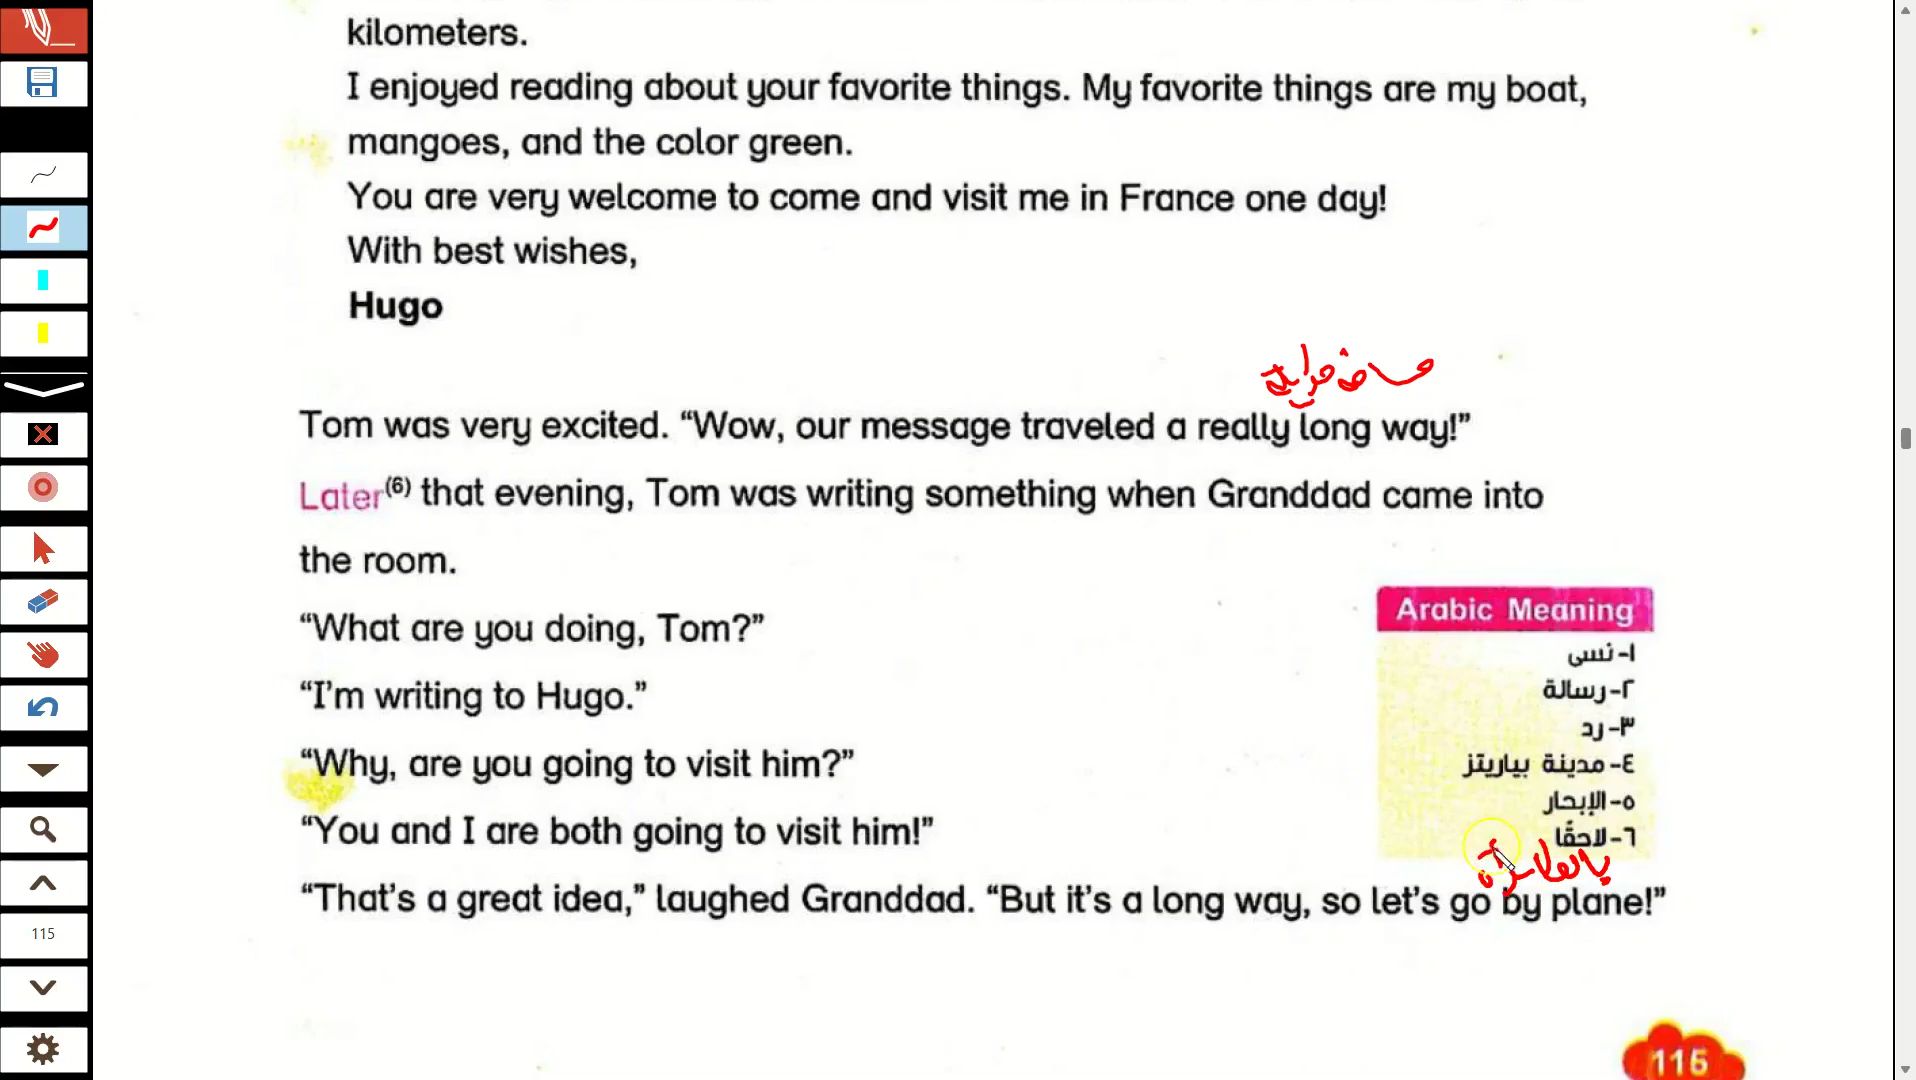 kilometers.
I enjoyed reading about your favorite things. My favorite things are my boat,
mangoes, and the color green.
You are very welcome to come and visit me in France one day!
With best wishes,
Hugo
Tom was very excited. “Wow, our message traveled a really long way!”
Later(6) that evening, Tom was writing something when Granddad came into
the room.
“What are you doing, Tom?”
“I'm writing to Hugo.”
“Why, are you going to visit him?”
“You and I are both going to visit him!”
Arabic Meaning
١- نسى
٢- رسالة
٣- رد
٤- مدينة بياريتز
٥- الإبحار
٦- لاحقًا
بالطائرة
“That's a great idea,” laughed Granddad. “But it's a long way, so let's go by plane!”
115
115